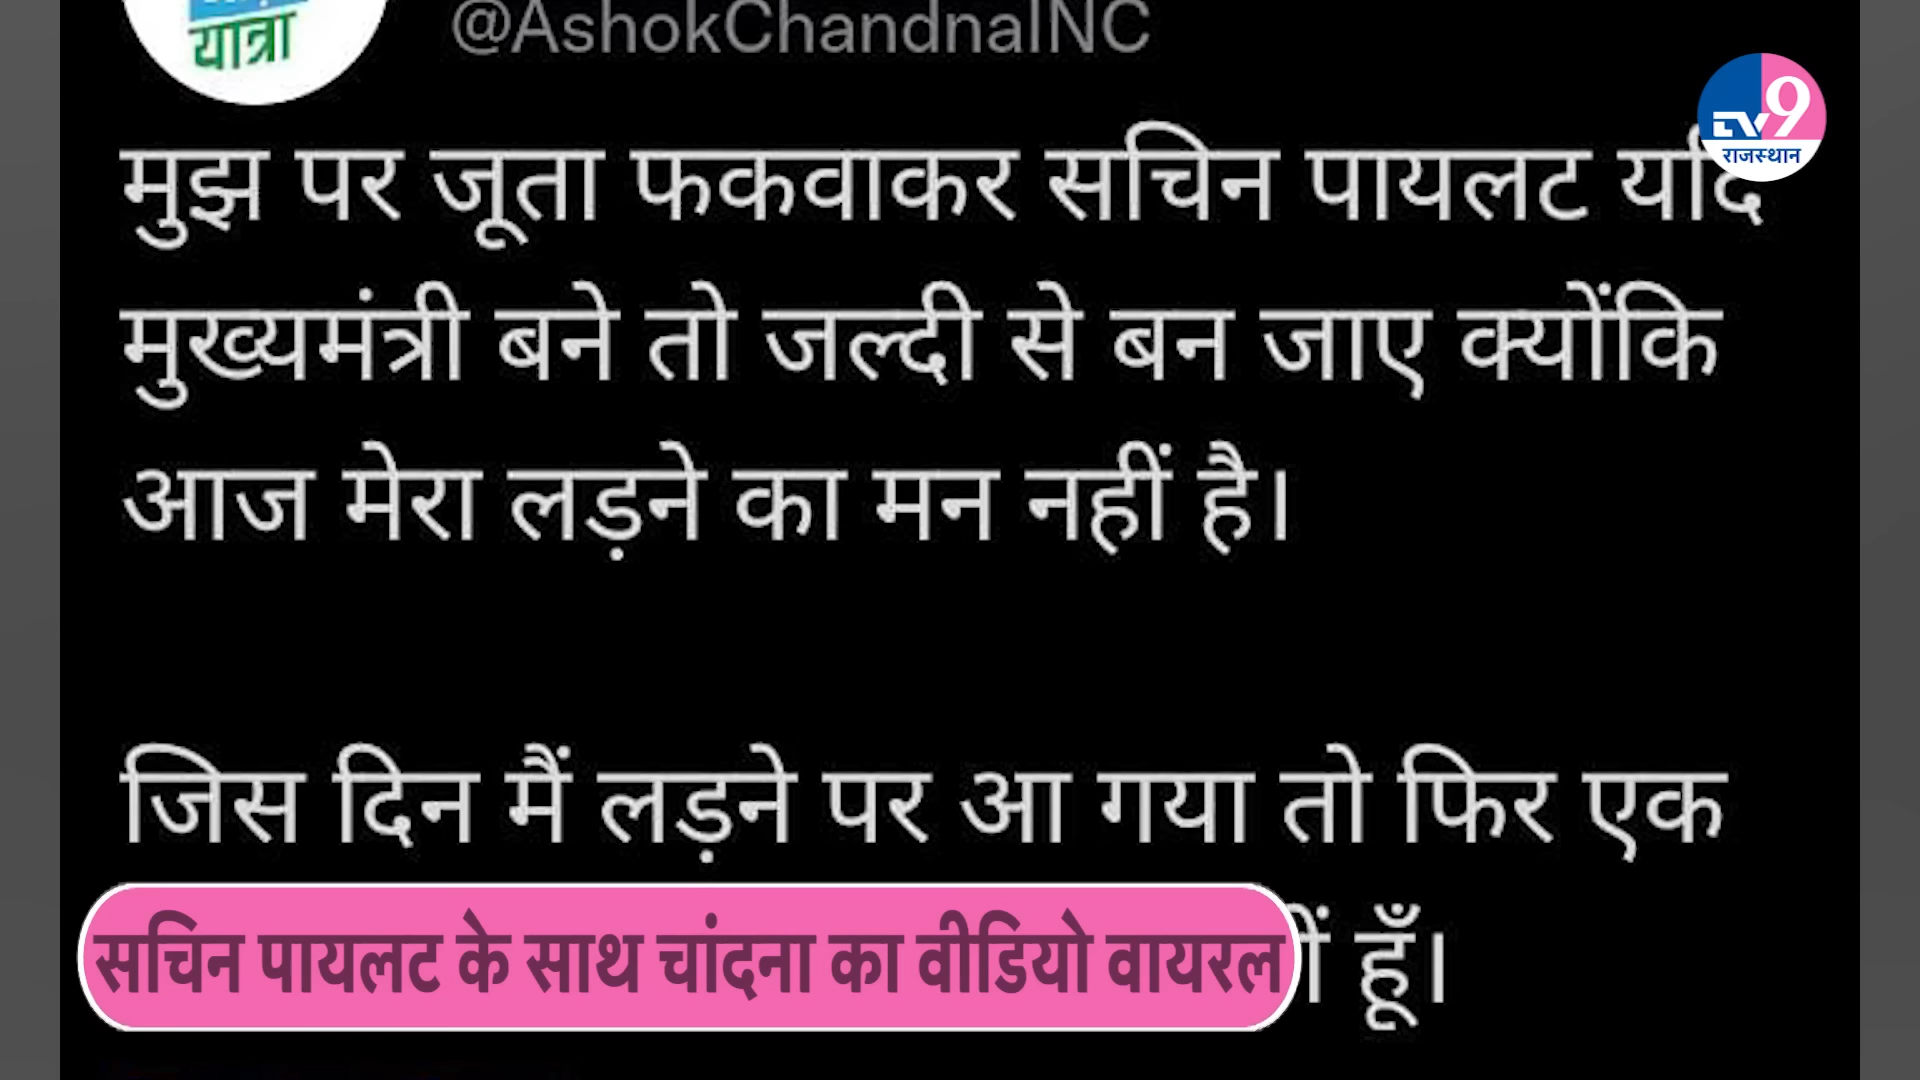 यात्रा
@AshokChandnaINC
tv9
राजस्थान
मुझ पर जूता फकवाकर सचिन पायलट यदि
मुख्यमंत्री बने तो जल्दी से बन जाए क्योंकि
आज मेरा लड़ने का मन नहीं है।
जिस दिन मैं लड़ने पर आ गया तो फिर एक
हूँ।
सचिन पायलट के साथ चांदना का वीडियो वायरल